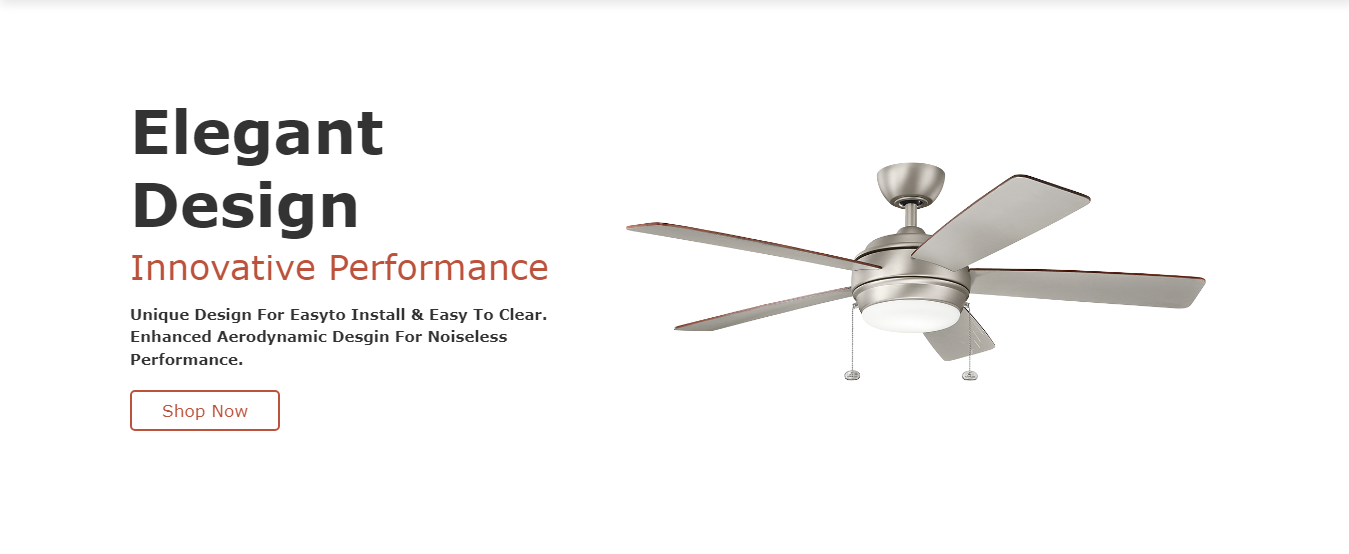 Elegant
Design
Innovative Performance
Unique Design For Easyto Install & Easy To Clear.
Enhanced Aerodynamic Desgin For Noiseless
Performance.
Shop Now